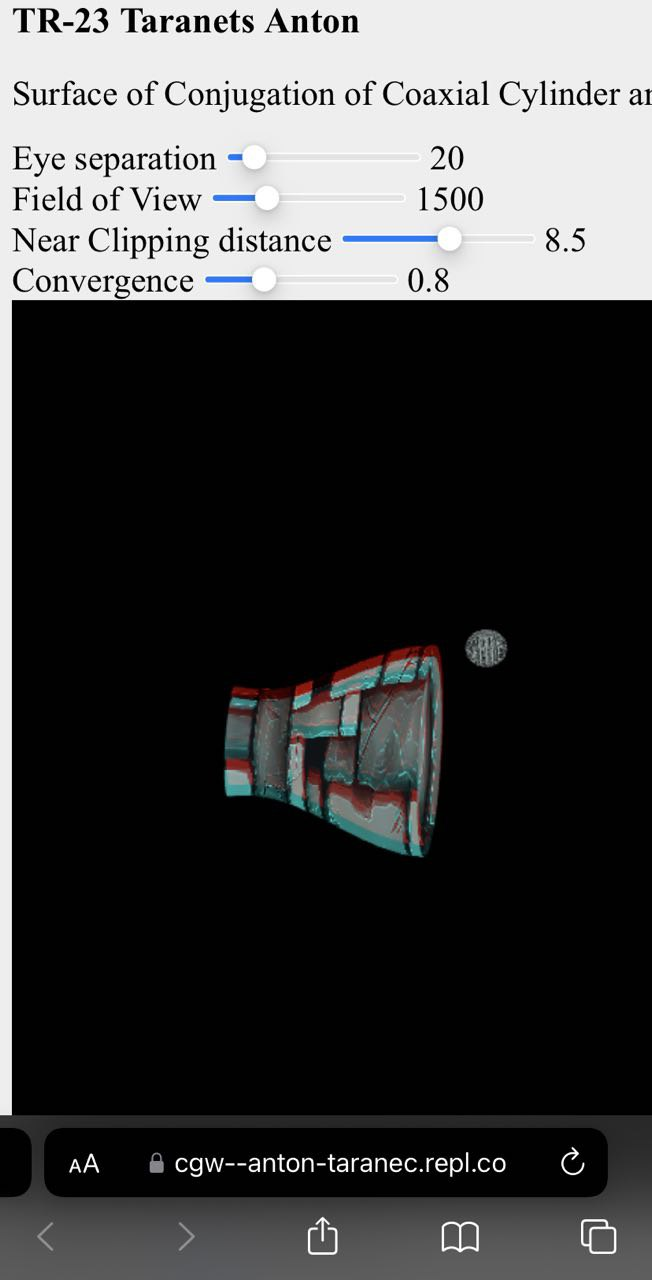 TR-23 Taranets Anton
Surface of Conjugation of Coaxial Cylinder
Eye separation 20
Field of View 1500
Near Clipping distance 8.5
Convergence 0.8
AA cgw--anton-taranec.repl.co